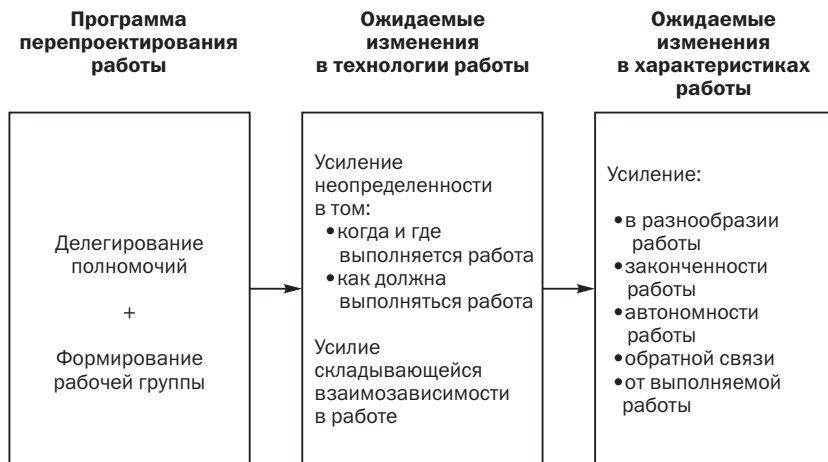 Программа
перепроектирования
работы
Ожидаемые
изменения
в технологии работы
Ожидаемые
изменения
в характеристиках
работы
Делегирование
полномочий
+
Формирование
рабочей группы
Усиление
неопределенности
в том:
•когда и где
выполняется работа
•как должна
выполняться работа
Усилие
складывающейся
взаимозависимости
в работе
Усиление:
•в разнообразии
работы
•законченности
работы
•автономности
работы
•обратной связи
•от выполняемой
работы